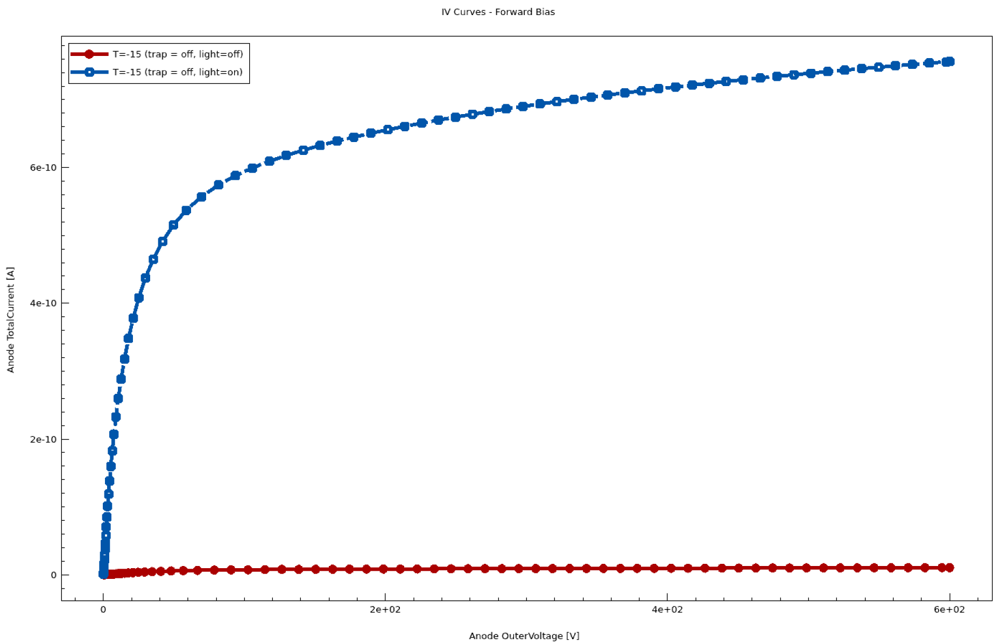 IV Curves - Forward Bias
T=-15 (trap = off, light=off)
T=-15 (trap = off, light=on)
6e-10
4e-10
2e-10
0
Anode TotalCurrent [A]
0
2e+02
4e+02
6e+02
Anode OuterVoltage [V]